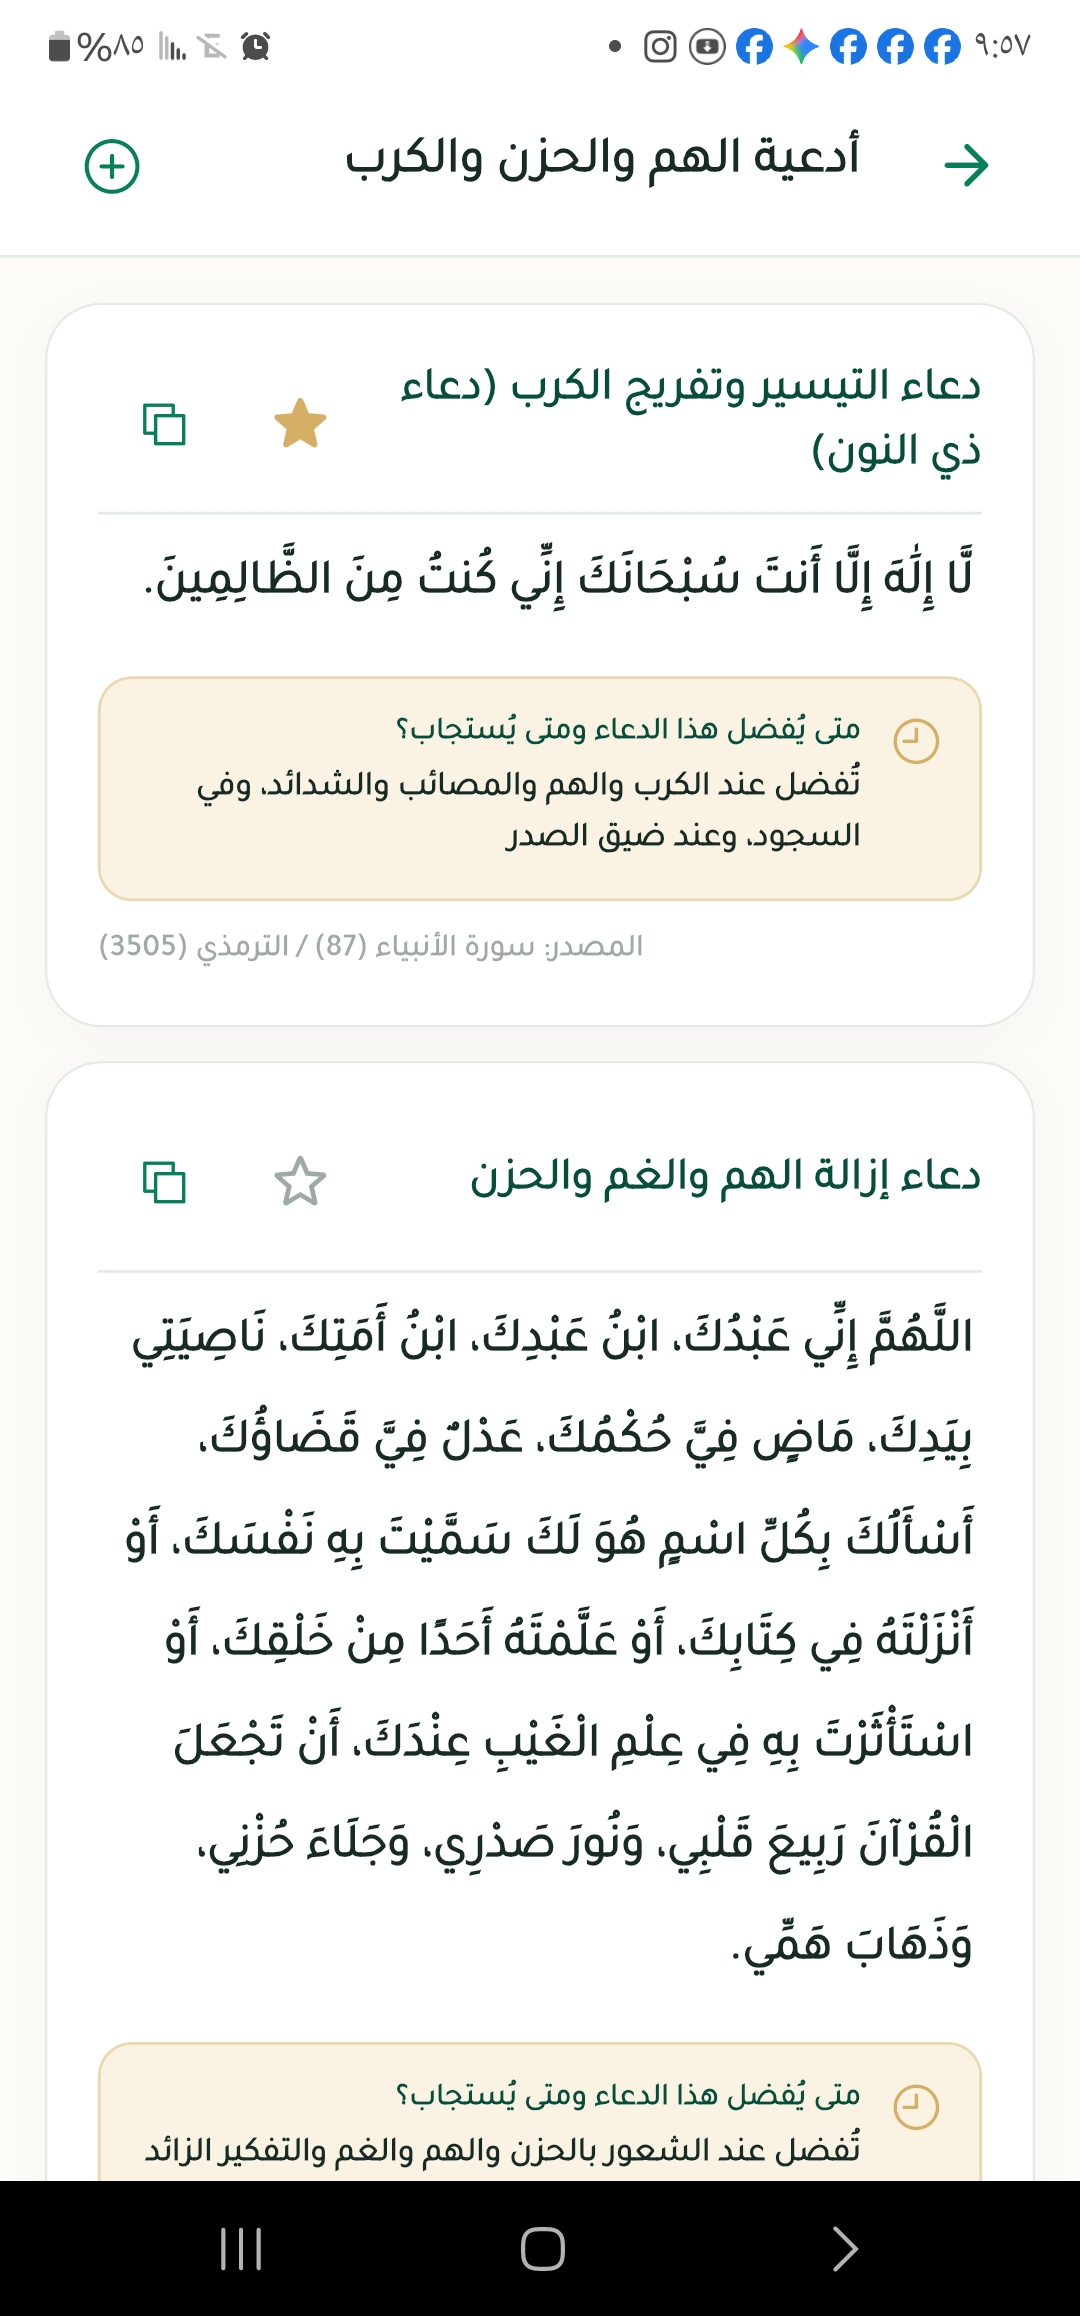 ٩:٥٧ %٨٥
أدعية الهم والحزن والكرب
دعاء التيسير وتفريج الكرب (دعاء
ذي النون)
لَّا إِلَٰهَ إِلَّا أَنتَ سُبْحَانَكَ إِنِّي كُنتُ مِنَ الظَّالِمِينَ.
متى يُفضل هذا الدعاء ومتى يُستجاب؟
تُفضل عند الكرب والهم والمصائب والشدائد، وفي
السجود، وعند ضيق الصدر
المصدر: سورة الأنبياء (87) / الترمذي (3505)
دعاء إزالة الهم والغم والحزن
اللَّهُمَّ إِنِّي عَبْدُكَ، ابْنُ عَبْدِكَ، ابْنُ أَمَتِكَ، نَاصِيَتِي
بِيَدِكَ، مَاضٍ فِيَّ حُكْمُكَ، عَدْلٌ فِيَّ قَضَاؤُكَ،
أَسْأَلُكَ بِكُلِّ اسْمٍ هُوَ لَكَ سَمَّيْتَ بِهِ نَفْسَكَ، أَوْ
أَنْزَلْتَهُ فِي كِتَابِكَ، أَوْ عَلَّمْتَهُ أَحَدًا مِنْ خَلْقِكَ، أَوْ
اسْتَأْثَرْتَ بِهِ فِي عِلْمِ الْغَيْبِ عِنْدَكَ، أَنْ تَجْعَلَ
الْقُرْآنَ رَبِيعَ قَلْبِي، وَنُورَ صَدْرِي، وَجَلَاءَ حُزْنِي،
وَذَهَابَ هَمِّي.
متى يُفضل هذا الدعاء ومتى يُستجاب؟
تُفضل عند الشعور بالحزن والهم والغم والتفكير الزائد